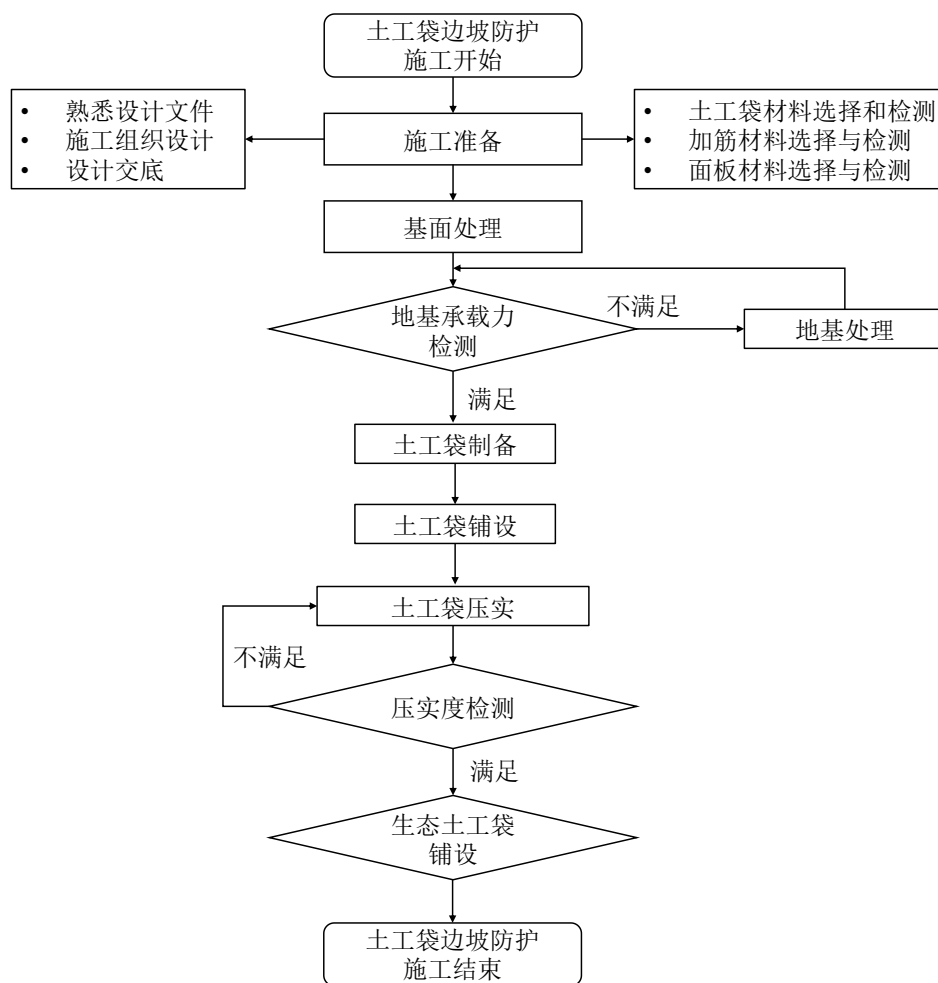 土工袋边坡防护
施工开始
• 熟悉设计文件
• 施工组织设计
• 设计交底
施工准备
• 土工袋材料选择和检测
• 加筋材料选择与检测
• 面板材料选择与检测
基面处理
地基承载力
检测
不满足
地基处理
满足
土工袋制备
土工袋铺设
土工袋压实
不满足
压实度检测
满足
生态土工袋
铺设
土工袋边坡防护
施工结束